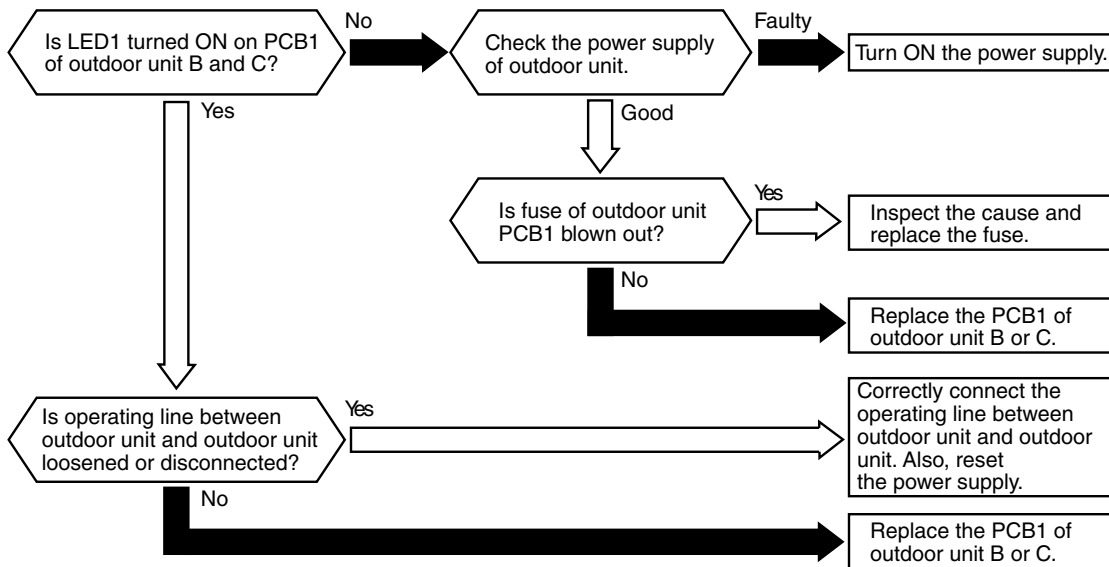 Is LED1 turned ON on PCB1
of outdoor unit B and C?
No
Check the power supply
of outdoor unit.
Faulty
Turn ON the power supply.
Yes
Good
Is fuse of outdoor unit
PCB1 blown out?
Yes
Inspect the cause and
replace the fuse.
No
Replace the PCB1 of
outdoor unit B or C.
Is operating line between
outdoor unit and outdoor unit
loosened or disconnected?
Yes
Correctly connect the
operating line between
outdoor unit and outdoor
unit. Also, reset
the power supply.
No
Replace the PCB1 of
outdoor unit B or C.